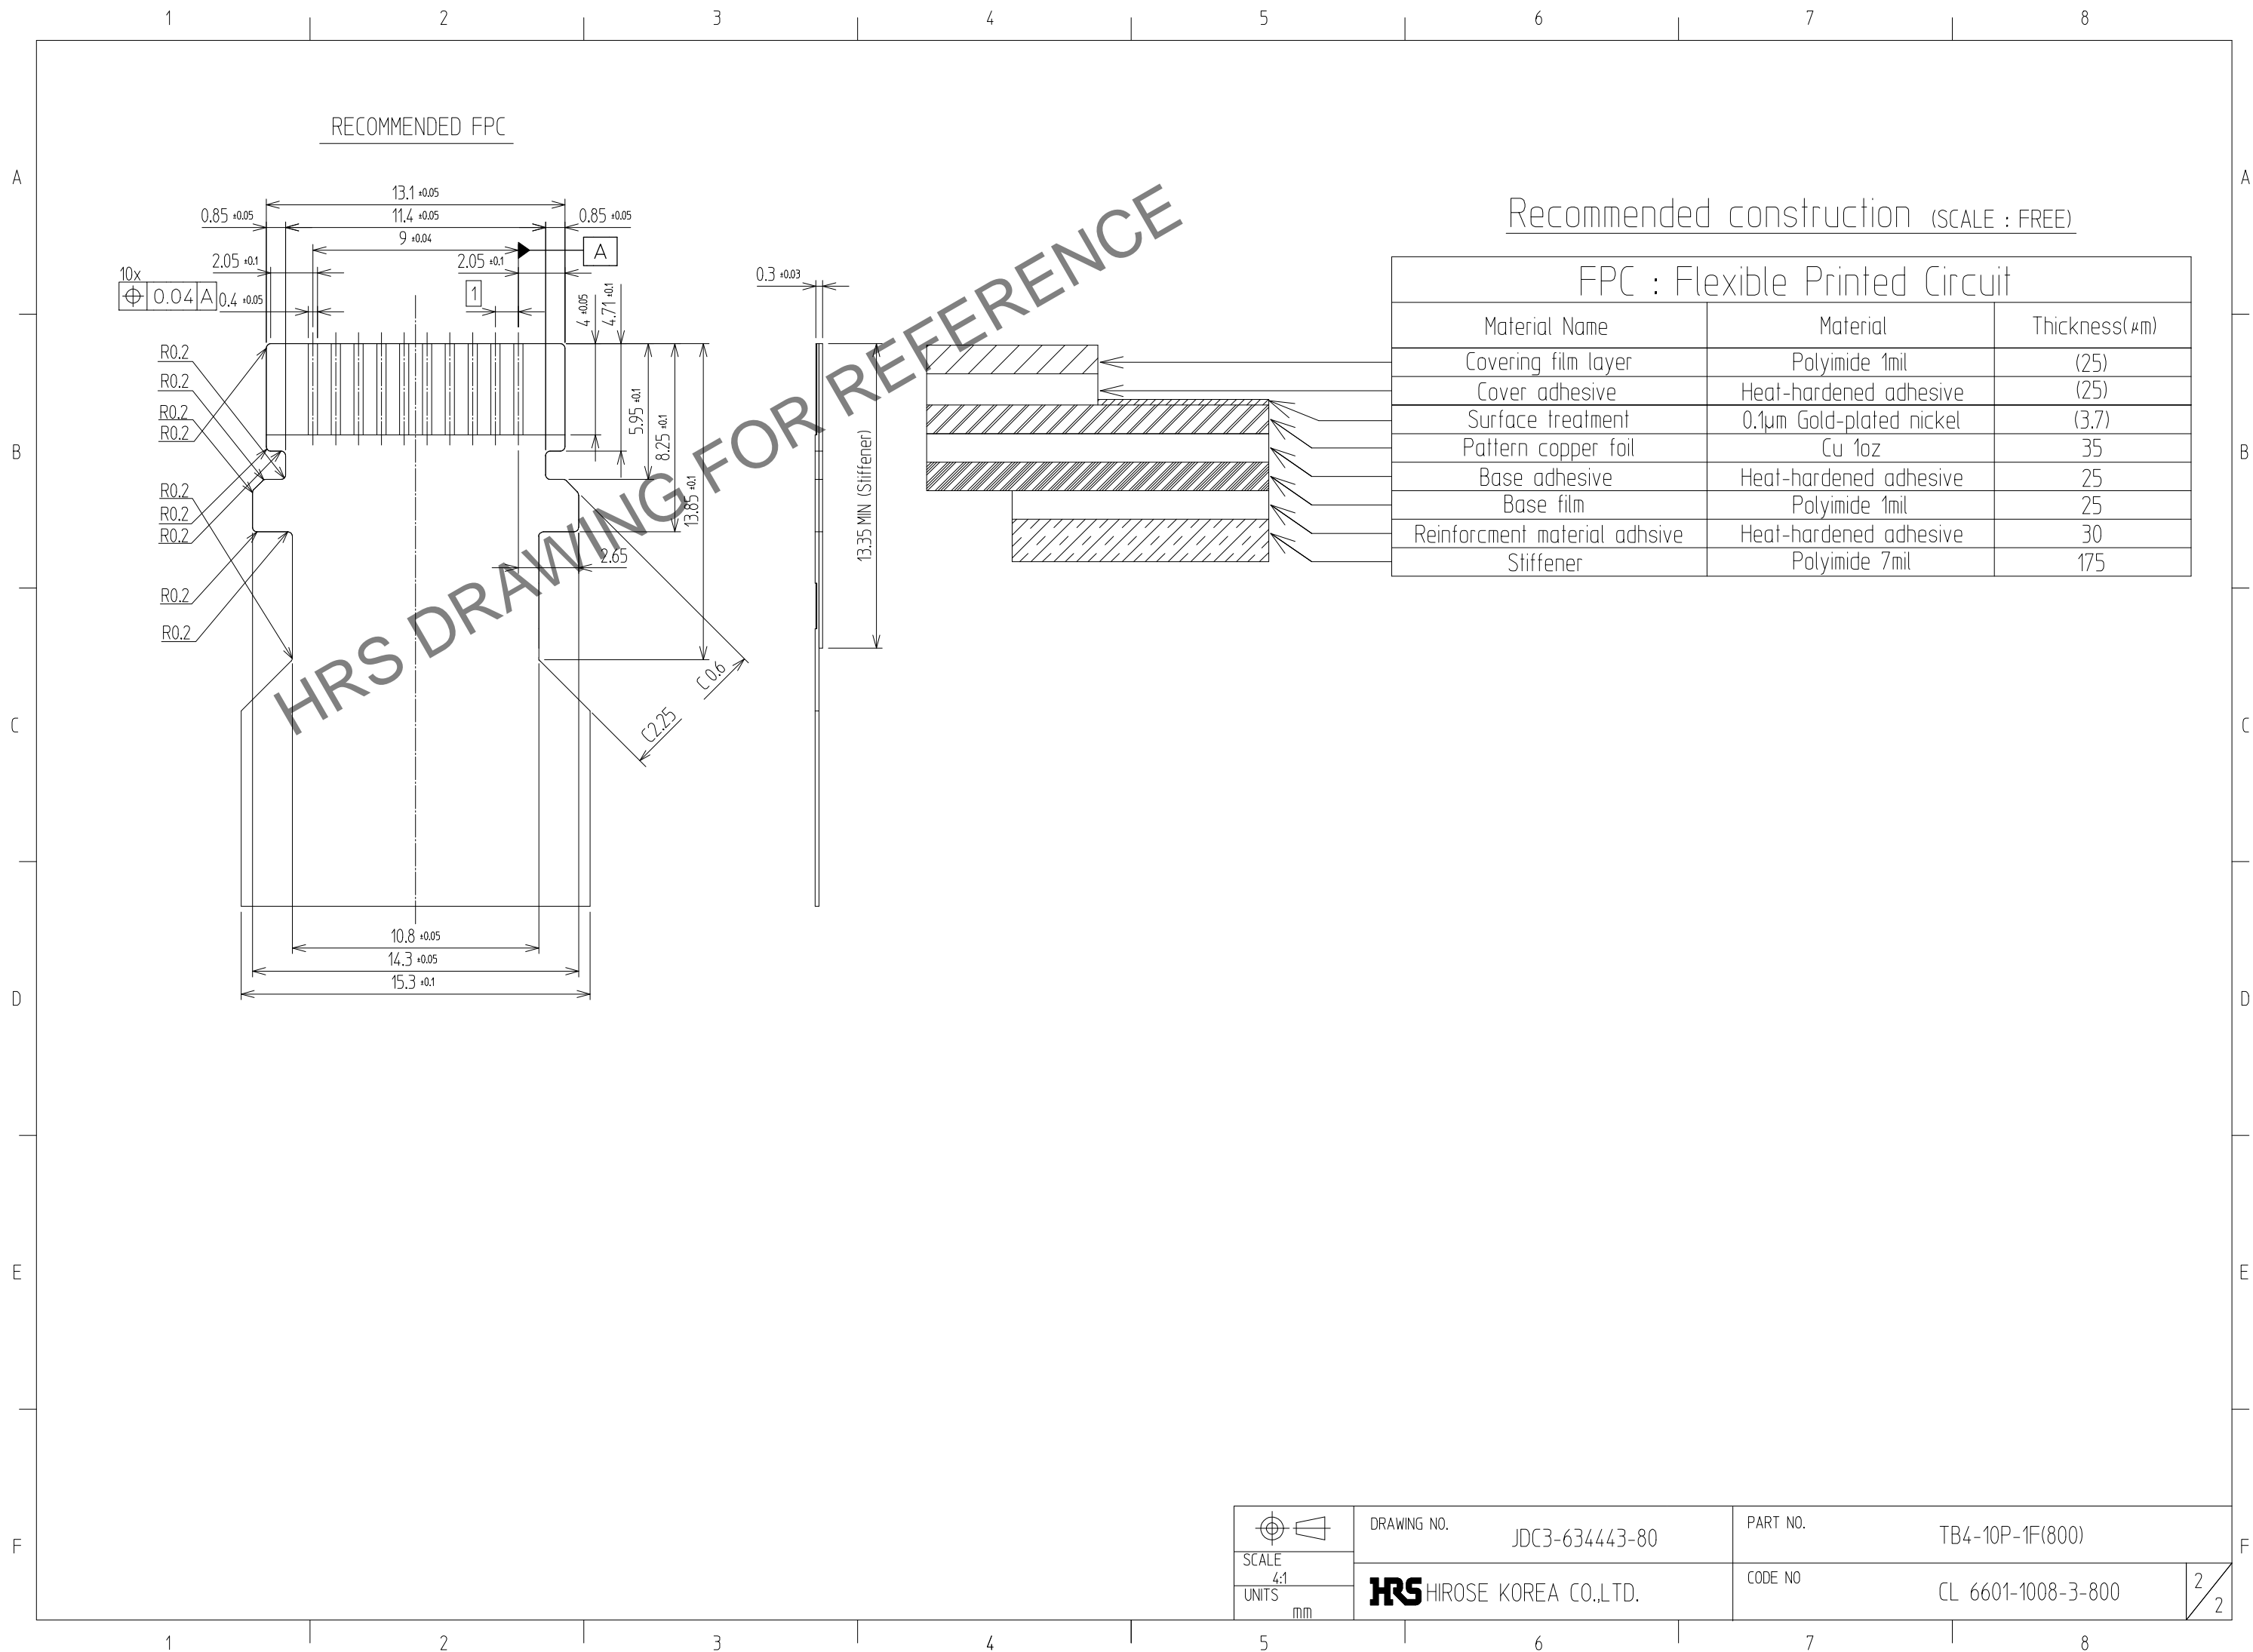 1 2 3 4 5 6 7 8
RECOMMENDED FPC
A A
13.1 ±0.05
0.85 ±0.05 11.4 ±0.05 0.85 ±0.05
9 ±0.04 A
2.05 ±0.1 2.05 ±0.1
10x
⌖ 0.04 A 0.4 ±0.05 1
4 ±0.05
4.71 ±0.1
0.3 ±0.03
R0.2
R0.2
R0.2
R0.2
5.95 ±0.1
8.25 ±0.1
13.85 ±0.1
13.35 MIN (Stiffener)
B B
R0.2
R0.2
R0.2
2.65
R0.2
R0.2
C 0.6
C2.25
C C
HRS DRAWING FOR REFERENCE
10.8 ±0.05
14.3 ±0.05
15.3 ±0.1
Recommended construction (SCALE : FREE)
FPC : Flexible Printed Circuit
Material Name Material Thickness(μm)
Covering film layer Polyimide 1mil (25)
Cover adhesive Heat-hardened adhesive (25)
Surface treatment 0.1μm Gold-plated nickel (3.7)
Pattern copper foil Cu 1oz 35
Base adhesive Heat-hardened adhesive 25
Base film Polyimide 1mil 25
Reinforcment material adhsive Heat-hardened adhesive 30
Stiffener Polyimide 7mil 175
D D
E E
F F
SCALE
4:1
UNITS
mm
DRAWING NO. JDC3-634443-80
PART NO. TB4-10P-1F(800)
HRS HIROSE KOREA CO.,LTD.
CODE NO CL 6601-1008-3-800
2/2
1 2 3 4 5 6 7 8